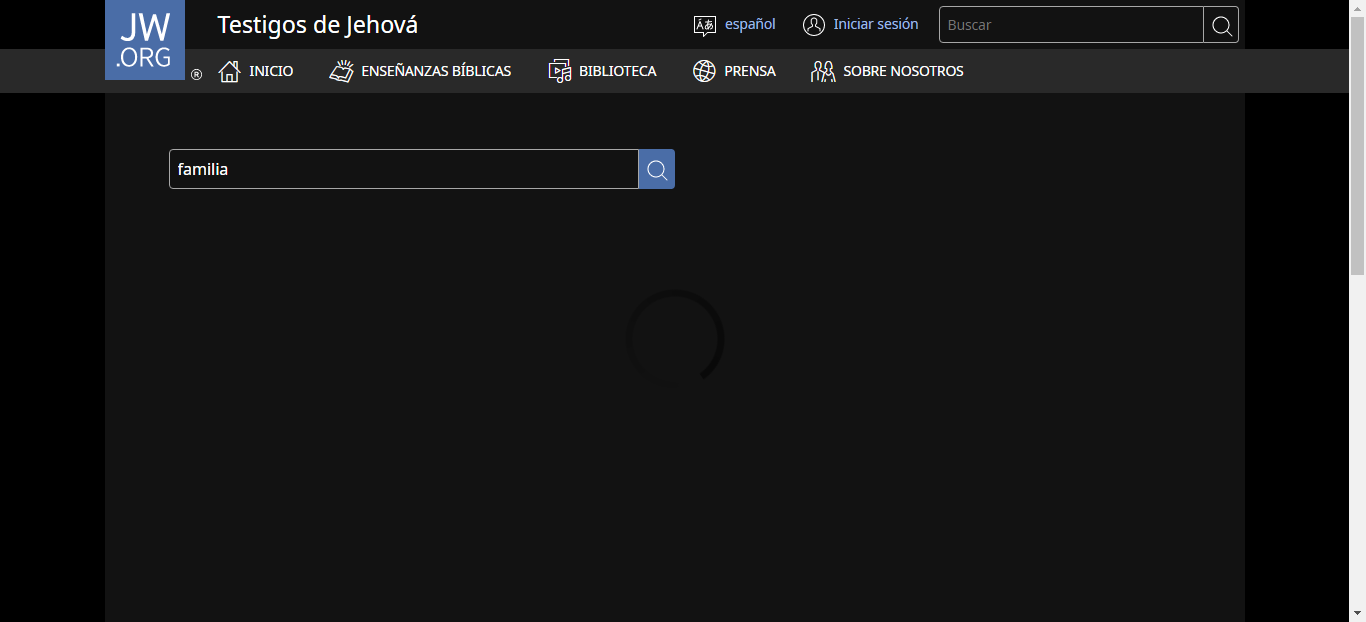 JW
.ORG
®
Testigos de Jehová
español
Iniciar sesión
Buscar
INICIO
ENSEÑANZAS BÍBLICAS
BIBLIOTECA
PRENSA
SOBRE NOSOTROS
familia